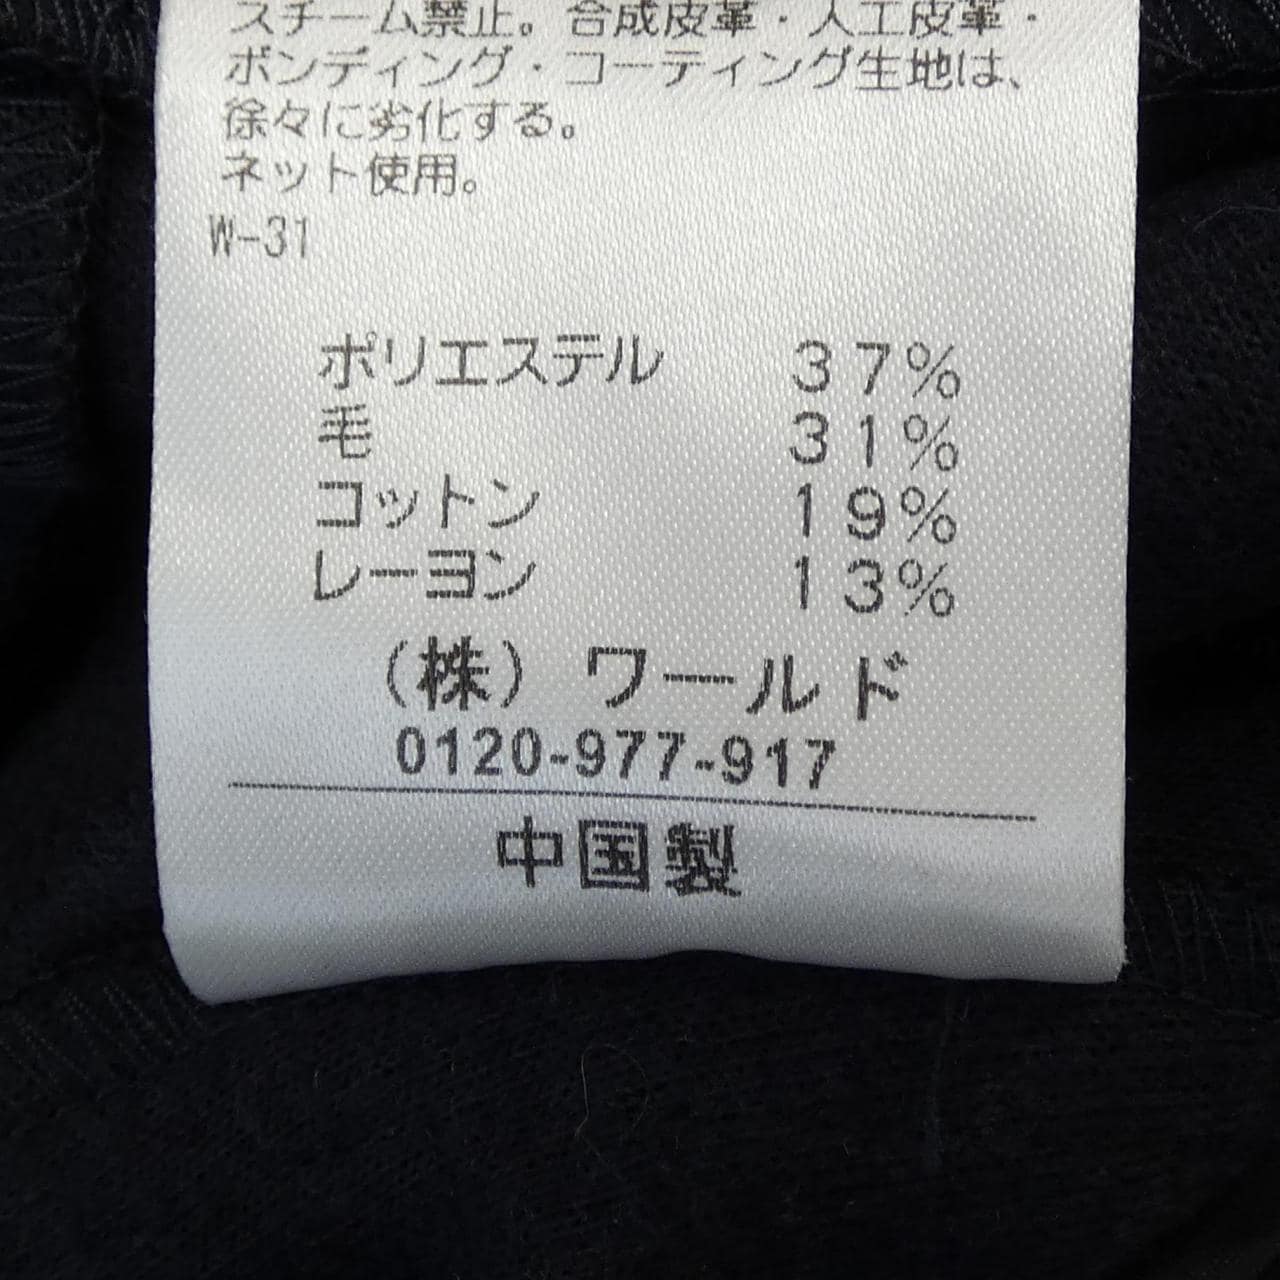 スチーム禁止。合成皮革・人工皮革・
ボンディング・コーティング生地は、
徐々に劣化する。
ネット使用。
W-31
ポリエステル 37%
毛 31%
コットン 19%
レーヨン 13%
(株) ワールド
0120-977-917
中国製